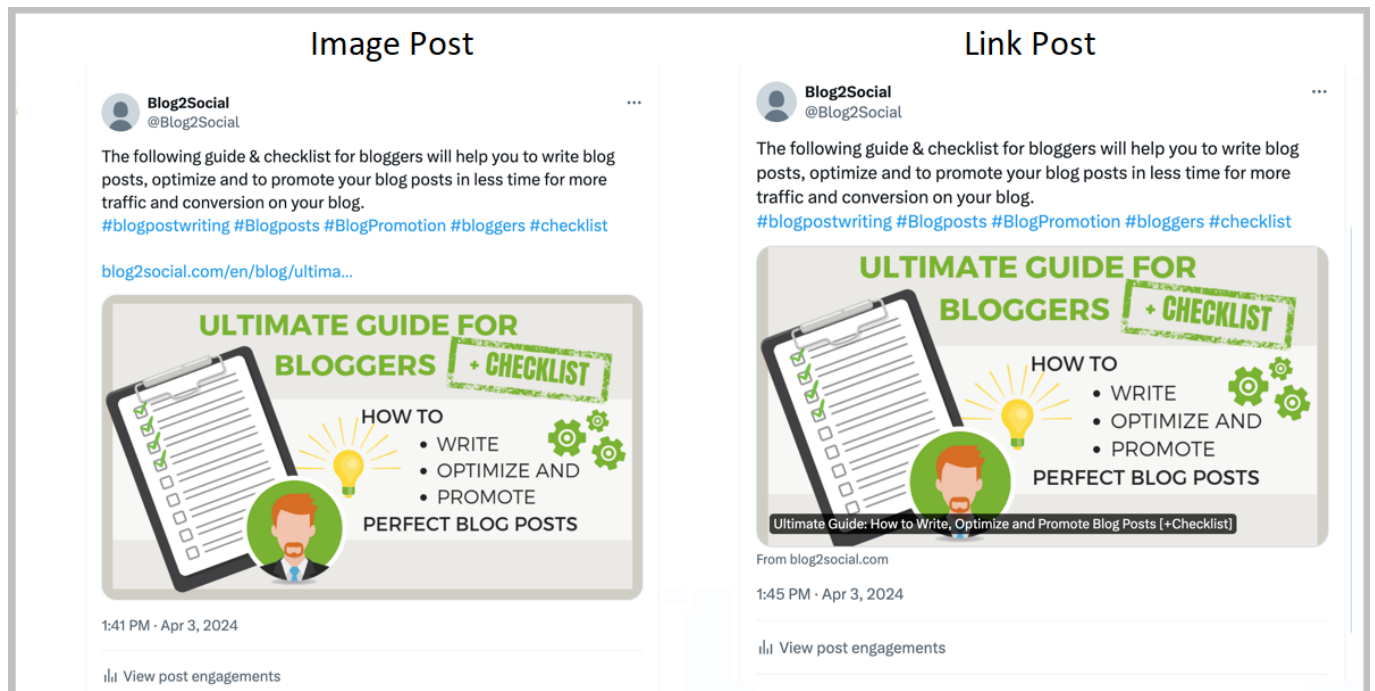 Image Post
Blog2Social
@Blog2Social
The following guide & checklist for bloggers will help you to write blog
posts, optimize and to promote your blog posts in less time for more
traffic and conversion on your blog.
#blogpostwriting #Blogposts #BlogPromotion #bloggers #checklist
blog2social.com/en/blog/ultima...
ULTIMATE GUIDE FOR
BLOGGERS
+ CHECKLIST
HOW TO
• WRITE
• OPTIMIZE AND
• PROMOTE
PERFECT BLOG POSTS
1:41 PM · Apr 3, 2024
View post engagements
Link Post
Blog2Social
@Blog2Social
The following guide & checklist for bloggers will help you to write blog
posts, optimize and to promote your blog posts in less time for more
traffic and conversion on your blog.
#blogpostwriting #Blogposts #BlogPromotion #bloggers #checklist
ULTIMATE GUIDE FOR
BLOGGERS
+ CHECKLIST
HOW TO
• WRITE
• OPTIMIZE AND
• PROMOTE
PERFECT BLOG POSTS
Ultimate Guide: How to Write, Optimize and Promote Blog Posts [+Checklist]
From blog2social.com
1:45 PM · Apr 3, 2024
View post engagements